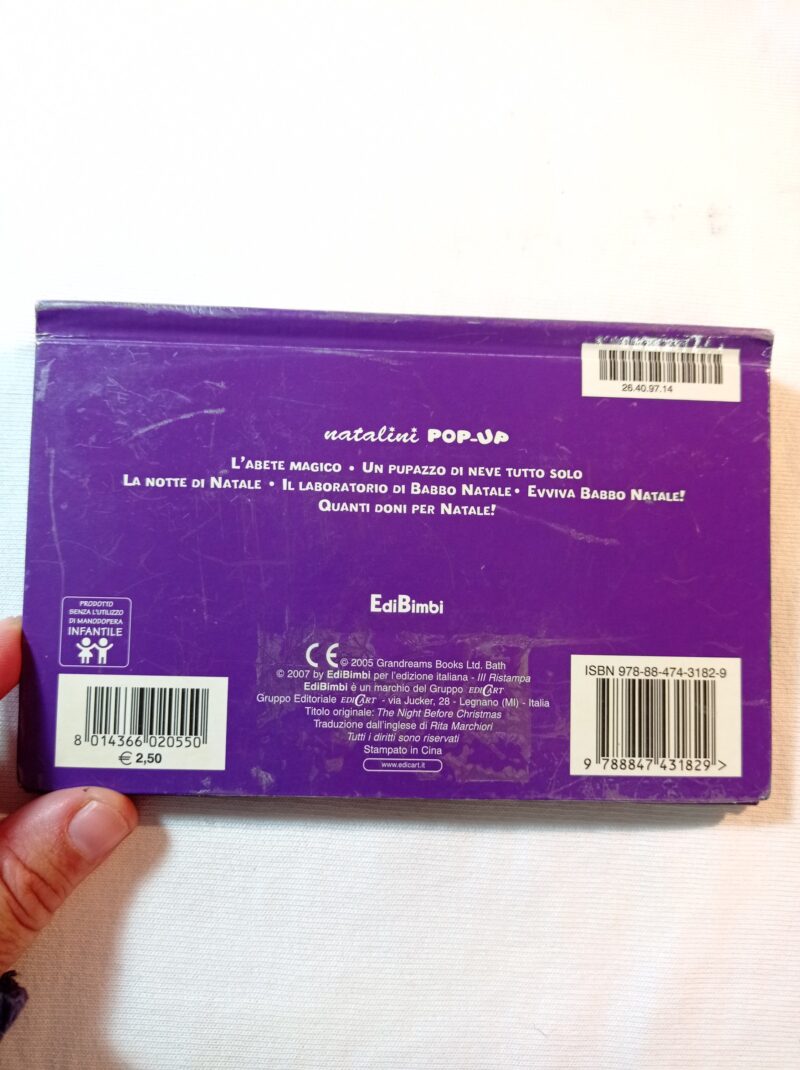 26.40.97.14
natalini POP-UP
L'ABETE MAGICO • UN PUPAZZO DI NEVE TUTTO SOLO
LA NOTTE DI NATALE • IL LABORATORIO DI BABBO NATALE • EVVIVA BABBO NATALE!
QUANTI DONI PER NATALE!
EdiBimbi
PRODOTTO
SENZA L'UTILIZZO
DI MANODOPERA
INFANTILE
CE © 2005 Grandreams Books Ltd. Bath
© 2007 by EdiBimbi per l'edizione italiana - III Ristampa
EdiBimbi è un marchio del Gruppo EDICART
Gruppo Editoriale EDICART - via Jucker, 28 - Legnano (MI) - Italia
Titolo originale: The Night Before Christmas
Traduzione dall'inglese di Rita Marchiori
Tutti i diritti sono riservati
Stampato in Cina
www.edicart.it
8 014366 020550
€ 2,50
ISBN 978-88-474-3182-9
9 788847 431829 >